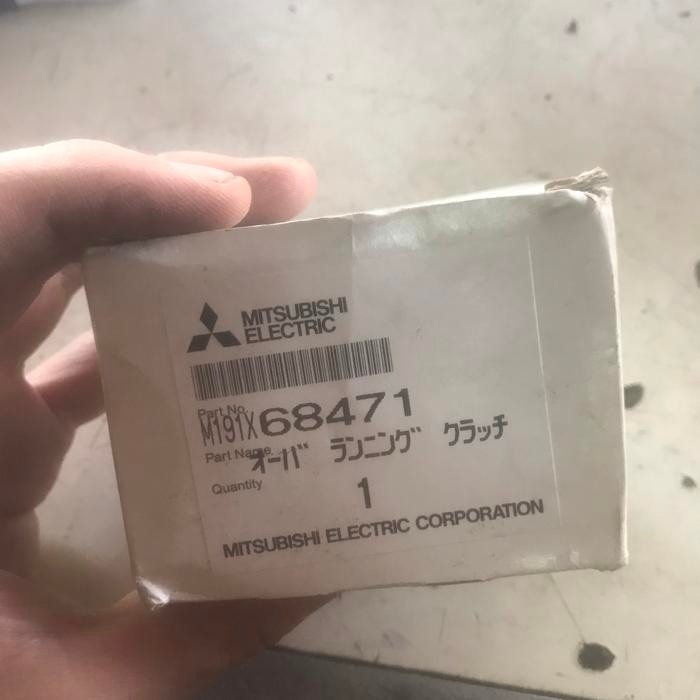 MITSUBISHI
ELECTRIC
Part No.
M191X68471
Part Name
オーバ ランニング クラッチ
Quantity
1
MITSUBISHI ELECTRIC CORPORATION